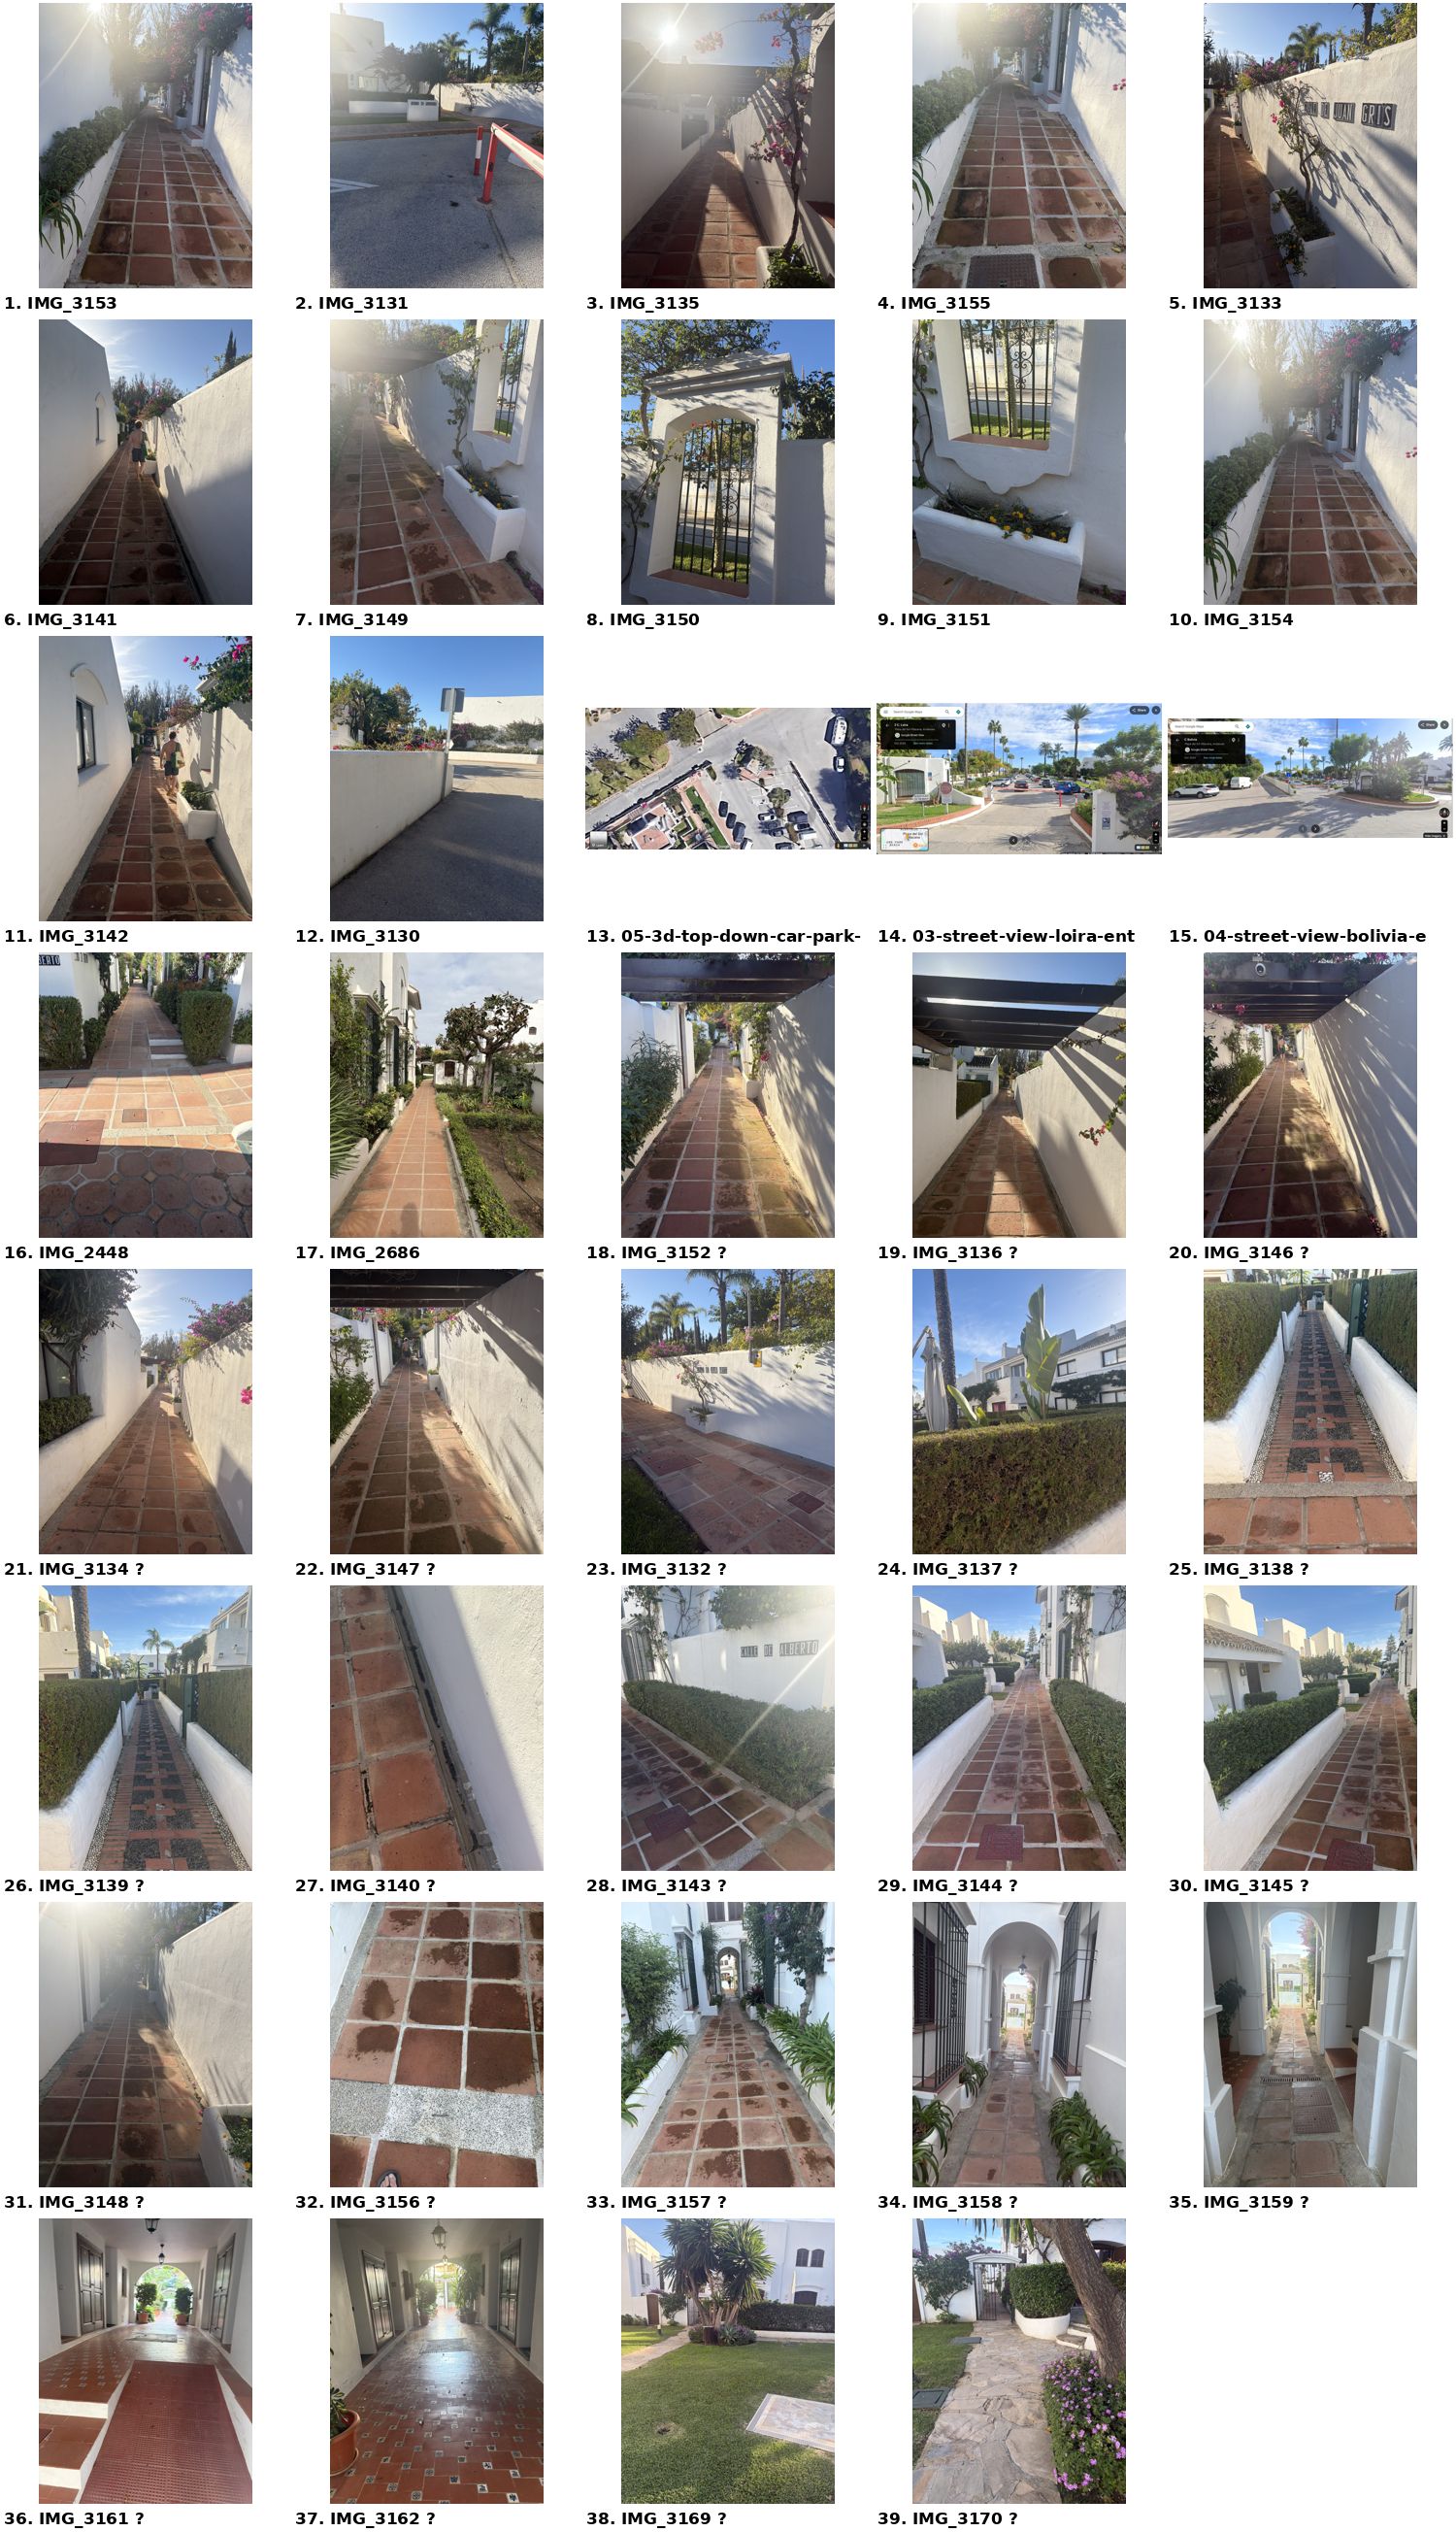 1. IMG_3153
2. IMG_3131
3. IMG_3135
4. IMG_3155
5. IMG_3133
JUAN GRIS
6. IMG_3141
7. IMG_3149
8. IMG_3150
9. IMG_3151
10. IMG_3154
11. IMG_3142
12. IMG_3130
13. 05-3d-top-down-car-park-
14. 03-street-view-loira-ent
15. 04-street-view-bolivia-e
BERTO
16. IMG_2448
17. IMG_2686
18. IMG_3152 ?
19. IMG_3136 ?
20. IMG_3146 ?
21. IMG_3134 ?
22. IMG_3147 ?
23. IMG_3132 ?
24. IMG_3137 ?
25. IMG_3138 ?
26. IMG_3139 ?
27. IMG_3140 ?
CALLE DE ALBERTO
28. IMG_3143 ?
29. IMG_3144 ?
30. IMG_3145 ?
31. IMG_3148 ?
32. IMG_3156 ?
33. IMG_3157 ?
34. IMG_3158 ?
35. IMG_3159 ?
36. IMG_3161 ?
37. IMG_3162 ?
38. IMG_3169 ?
39. IMG_3170 ?